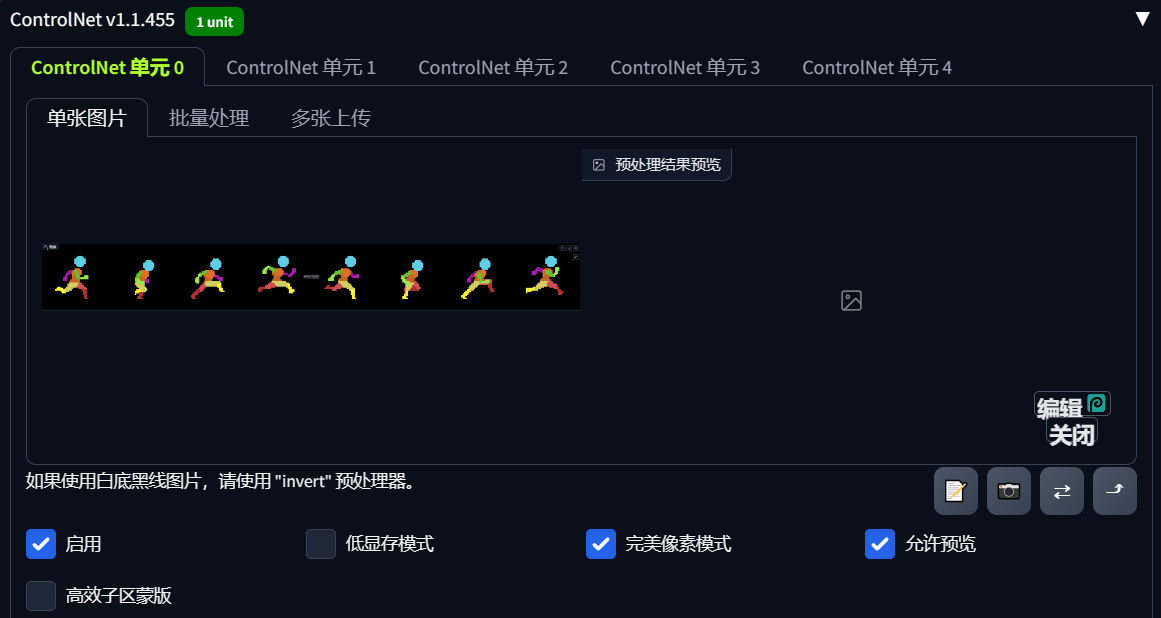 ControlNet v1.1.455 1 unit ▼
ControlNet 单元 0 ControlNet 单元 1 ControlNet 单元 2 ControlNet 单元 3 ControlNet 单元 4
单张图片 批量处理 多张上传
预处理结果预览
编辑
关闭
如果使用白底黑线图片，请使用 "invert" 预处理器。
启用 低显存模式 完美像素模式 允许预览
高效子区蒙版